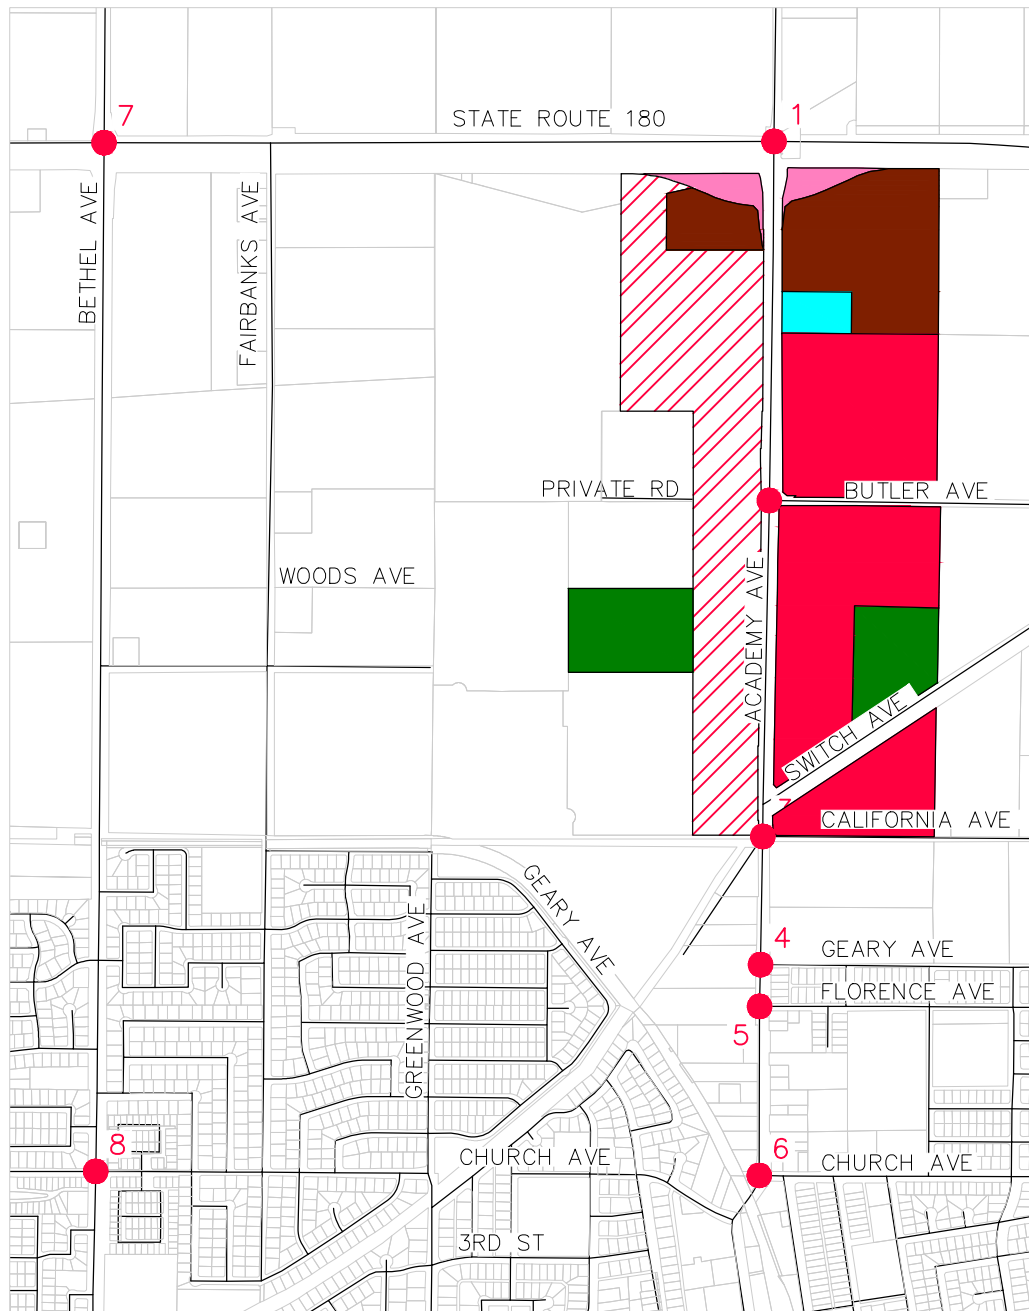 7
STATE ROUTE 180
1
BETHEL AVE
FAIRBANKS AVE
PRIVATE RD
BUTLER AVE
WOODS AVE
ACADEMY AVE
SWITCH AVE
CALIFORNIA AVE
GEARY AVE
GREENWOOD AVE
4
GEARY AVE
FLORENCE AVE
5
8
CHURCH AVE
6
CHURCH AVE
3RD ST